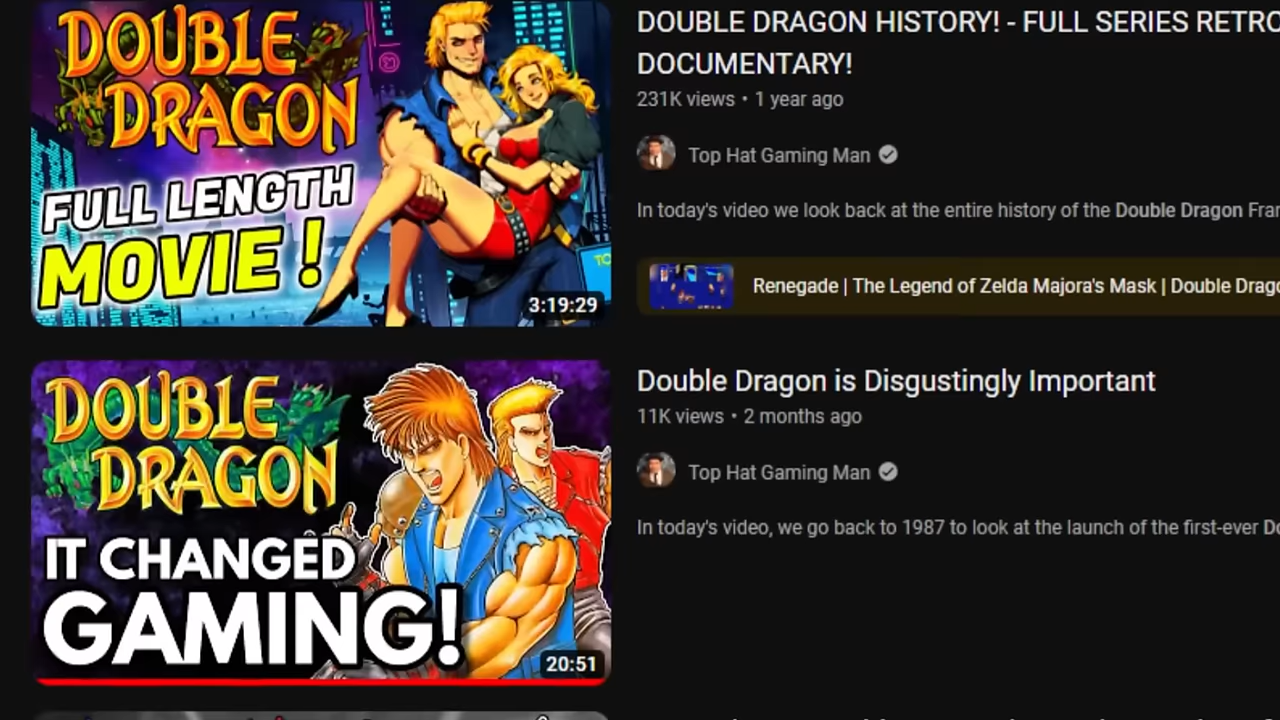 DOUBLE
DRAGON
FULL LENGTH
MOVIE!
3:19:29
DOUBLE DRAGON HISTORY! - FULL SERIES RETRO
DOCUMENTARY!
231K views • 1 year ago
Top Hat Gaming Man
In today's video we look back at the entire history of the Double Dragon Fran
Renegade | The Legend of Zelda Majora's Mask | Double Drago
DOUBLE
DRAGON
IT CHANGED
GAMING!
20:51
Double Dragon is Disgustingly Important
11K views • 2 months ago
Top Hat Gaming Man
In today's video, we go back to 1987 to look at the launch of the first-ever Do